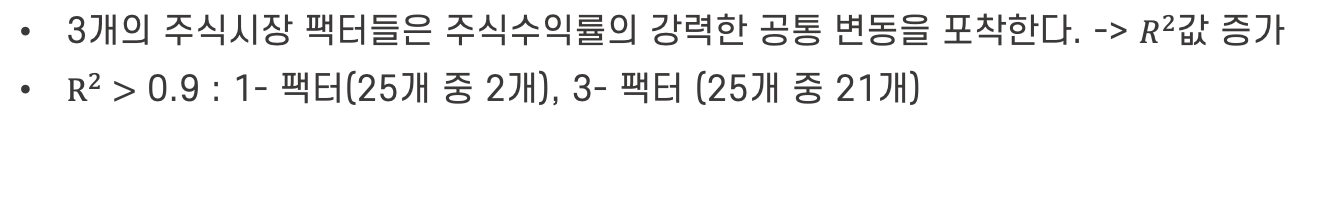 • 3개의 주식시장 팩터들은 주식수익률의 강력한 공통 변동을 포착한다. -> R²값 증가
• R² > 0.9 : 1- 팩터(25개 중 2개), 3- 팩터 (25개 중 21개)